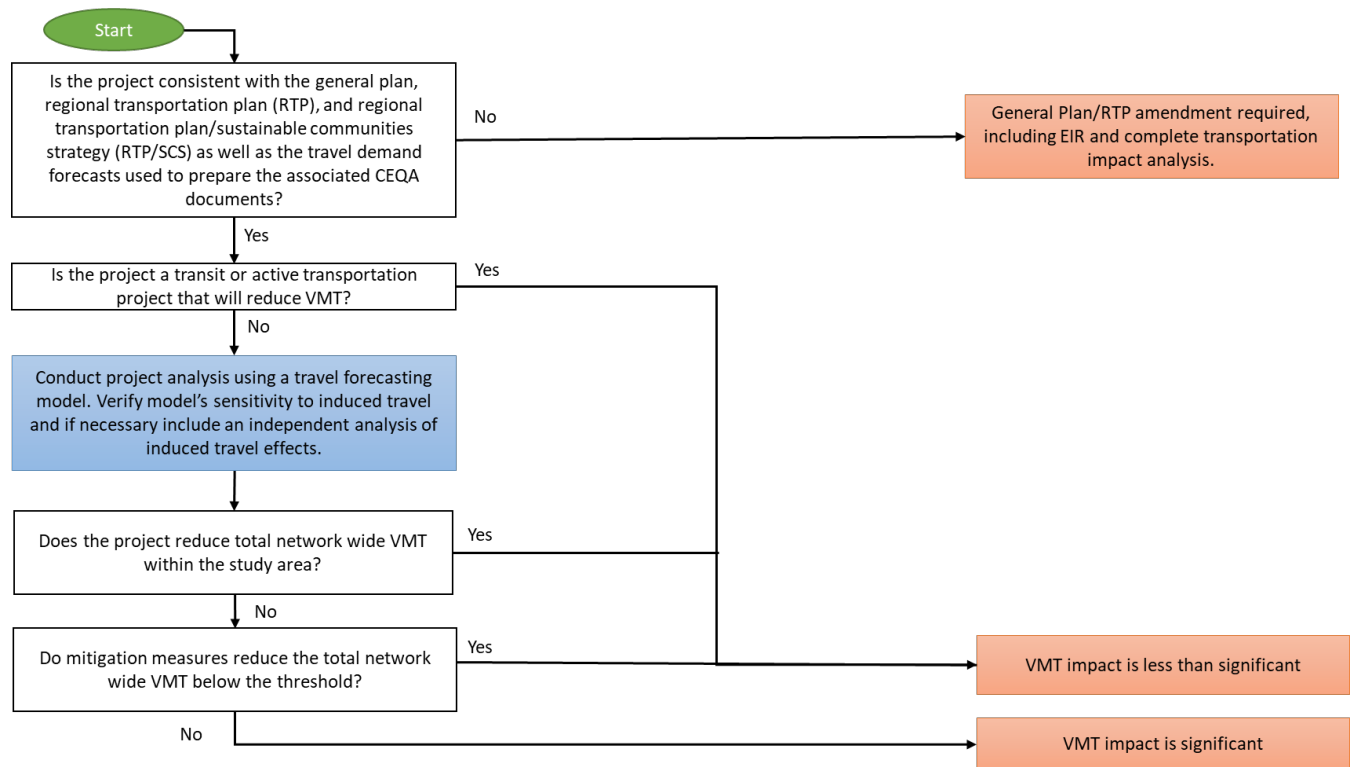 Start
Is the project consistent with the general plan,
regional transportation plan (RTP), and regional
transportation plan/sustainable communities
strategy (RTP/SCS) as well as the travel demand
forecasts used to prepare the associated CEQA
documents?
No
General Plan/RTP amendment required,
including EIR and complete transportation
impact analysis.
Yes
Is the project a transit or active transportation
project that will reduce VMT?
Yes
No
Conduct project analysis using a travel forecasting
model. Verify model’s sensitivity to induced travel
and if necessary include an independent analysis of
induced travel effects.
Does the project reduce total network wide VMT
within the study area?
Yes
No
Do mitigation measures reduce the total network
wide VMT below the threshold?
Yes
VMT impact is less than significant
No
VMT impact is significant